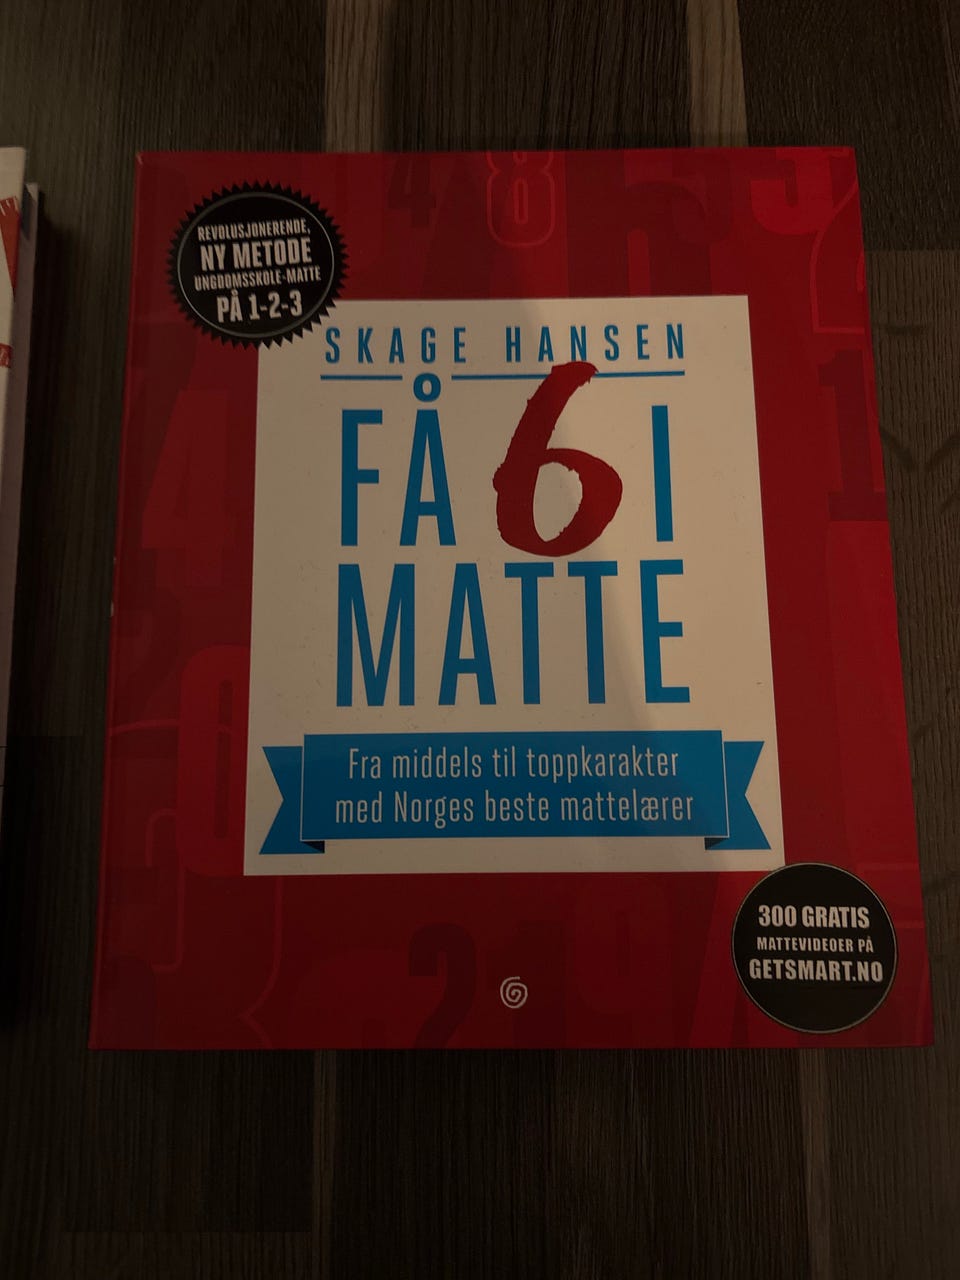 REVOLUSJONERENDE,
NY METODE
UNGDOMSSKOLE-MATTE
PÅ 1-2-3
SKAGE HANSEN
FÅ 6 I
MATTE
Fra middels til toppkarakter
med Norges beste mattelærer
300 GRATIS
MATTEVIDEOER PÅ
GETSMART.NO